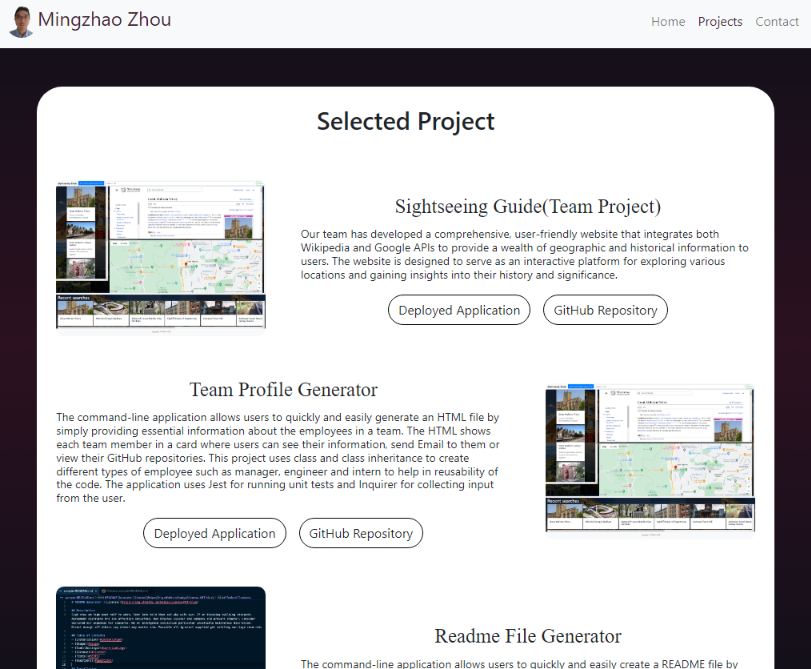 Mingzhao Zhou
Home Projects Contact
Selected Project
Sightseeing Guide(Team Project)
Our team has developed a comprehensive, user-friendly website that integrates both
Wikipedia and Google APIs to provide a wealth of geographic and historical information to
users. The website is designed to serve as an interactive platform for exploring various
locations and gaining insights into their history and significance.
Deployed Application GitHub Repository
Recent searches
Team Profile Generator
The command-line application allows users to quickly and easily generate an HTML file by
simply providing essential information about the employees in a team. The HTML shows
each team member in a card where users can see their information, send Email to them or
view their GitHub repositories. This project uses class and class inheritance to create
different types of employee such as manager, engineer and intern to help in reusability of
the code. The application uses Jest for running unit tests and Inquirer for collecting input
from the user.
Deployed Application GitHub Repository
Recent searches
Readme File Generator
The command-line application allows users to quickly and easily create a README file by